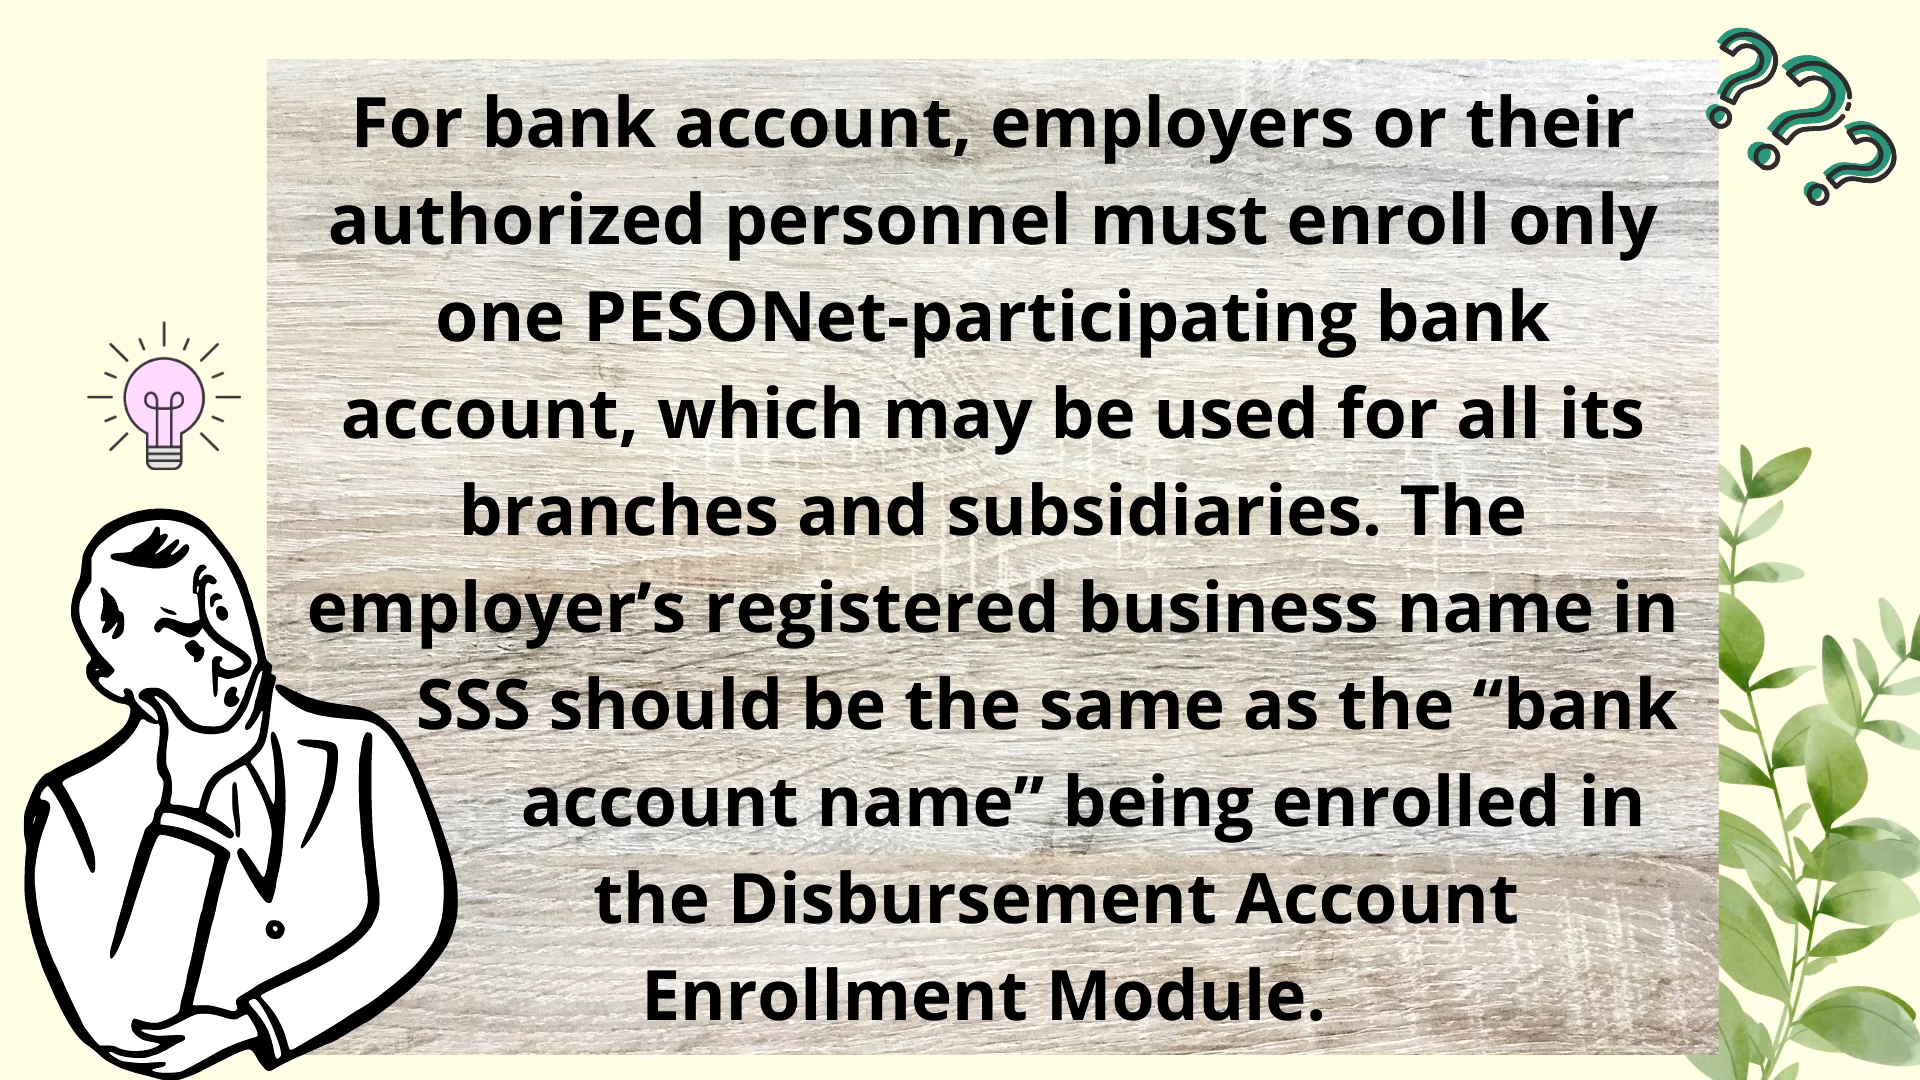 For bank account, employers or their
authorized personnel must enroll only
one PESONet-participating bank
account, which may be used for all its
branches and subsidiaries. The
employer’s registered business name in
SSS should be the same as the “bank
account name” being enrolled in
the Disbursement Account
Enrollment Module.